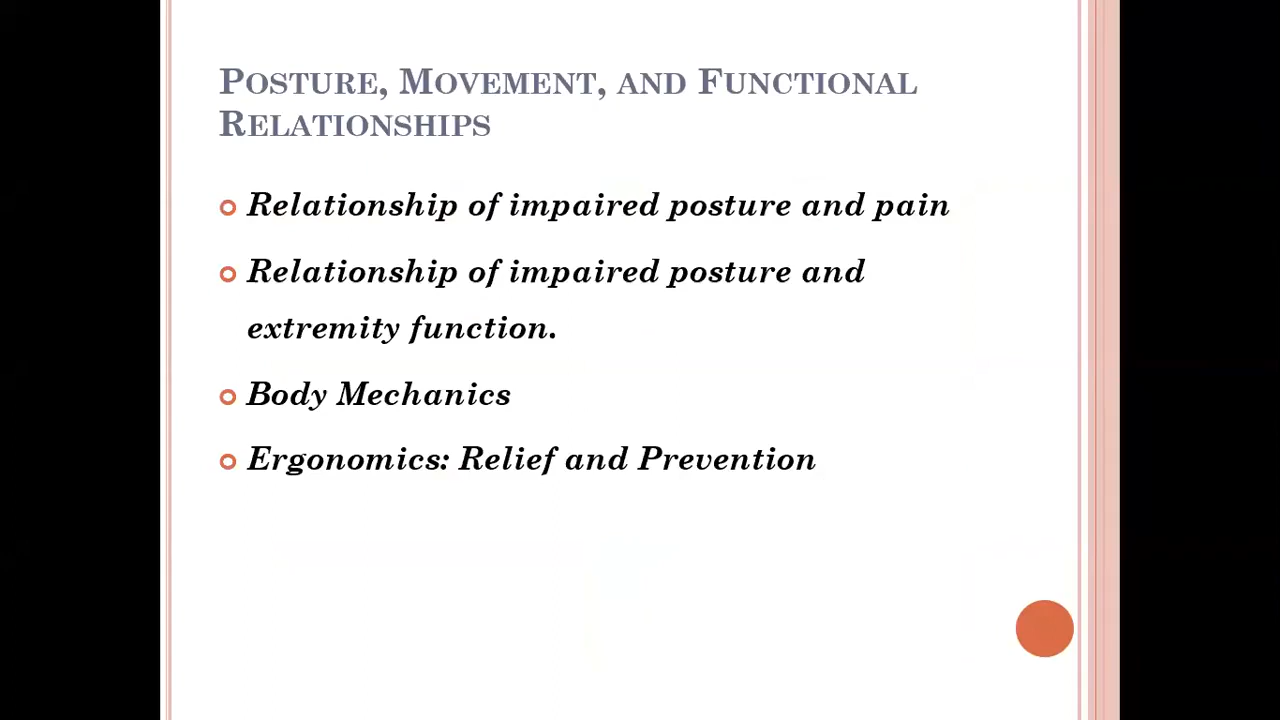 Posture, Movement, and Functional
Relationships
Relationship of impaired posture and pain
Relationship of impaired posture and
extremity function.
Body Mechanics
Ergonomics: Relief and Prevention